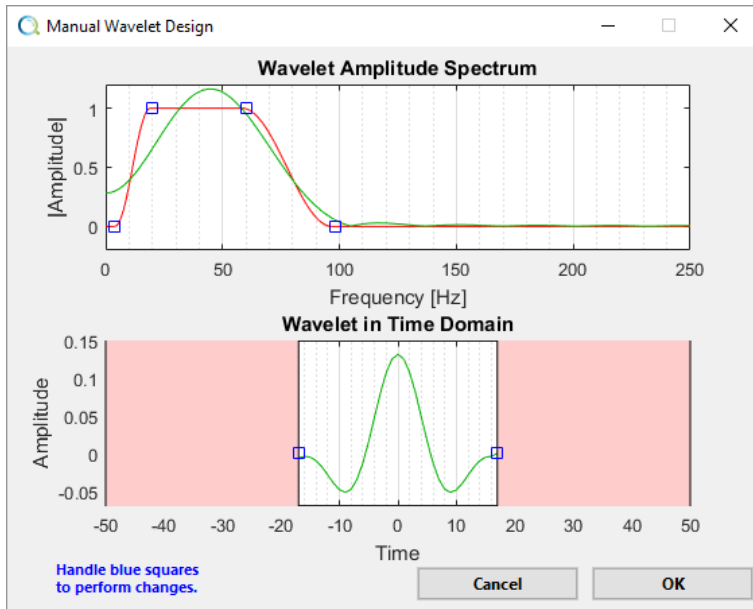 Manual Wavelet Design
Wavelet Amplitude Spectrum
|Amplitude|
1
0.5
0
0 50 100 150 200 250
Frequency [Hz]
Wavelet in Time Domain
Amplitude
0.15
0.1
0.05
0
-0.05
-50 -40 -30 -20 -10 0 10 20 30 40 50
Time
Handle blue squares
to perform changes.
Cancel OK